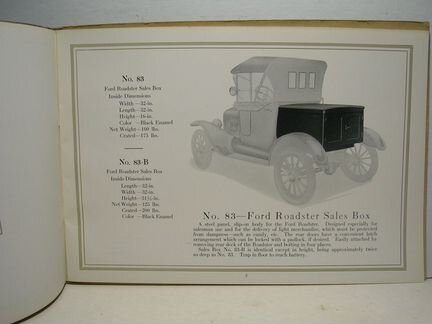 No. 83
Ford Roadster Sales Box
Inside Dimensions
Width—32-in.
Length—32-in.
Height—16-in.
Color —Black Enamel
Net Weight—100 lbs.
Crated—175 lbs.
No. 83-B
Ford Roadster Sales Box
Inside Dimensions
Length—32-in.
Width—32-in.
Height—31½-in.
Net Weight—125 lbs.
Crated—200 lbs.
Color —Black Enamel
No. 83—Ford Roadster Sales Box
A steel panel, slip-on body for the Ford Roadster. Designed especially for
salesman use and for the delivery of light merchandise, which must be protected
from dampness—such as candy, etc. The rear doors have a convenient latch
arrangement which can be locked with a padlock, if desired. Easily attached by
removing rear deck of the Roadster and bolting in four places.
Sales Box No. 83-B is identical except in height, being approximately twice
as deep as No. 83. Trap in floor to reach battery.